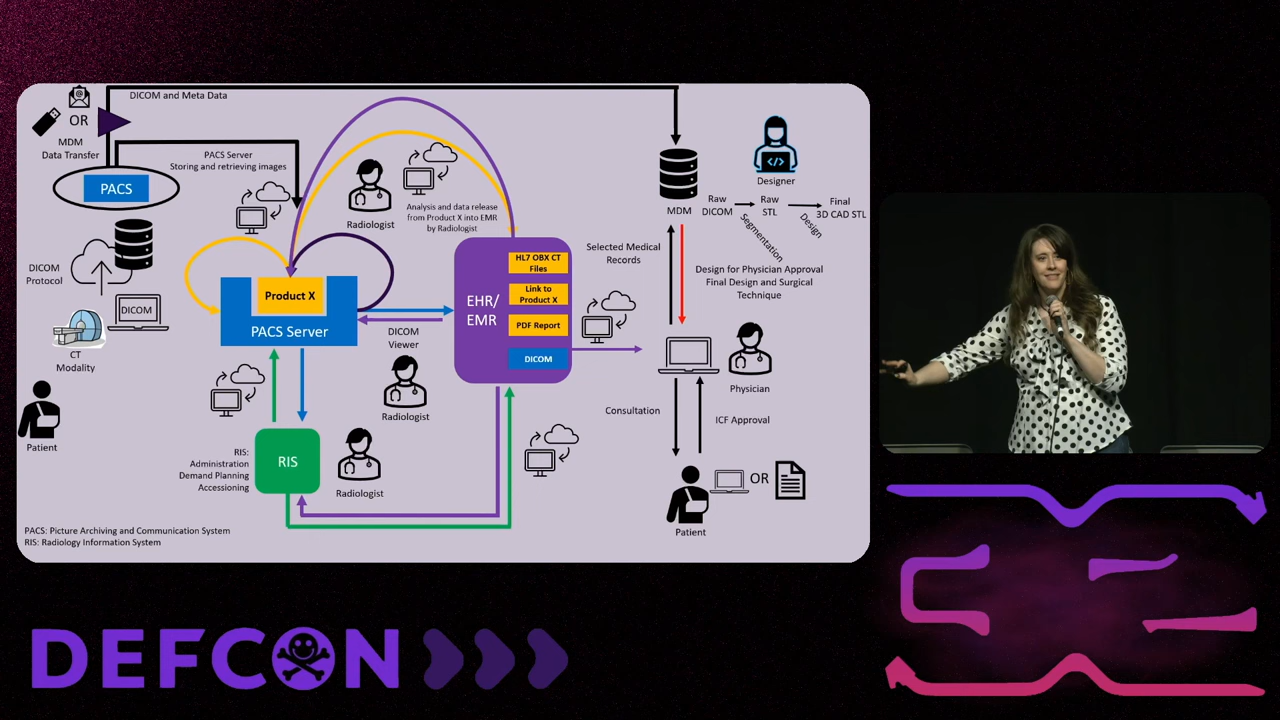 DICOM and Meta Data
OR
MDM
Data Transfer
PACS Server
Storing and retrieving images
PACS
DICOM
Protocol
DICOM
CT
Modality
Patient
Radiologist
Analysis and data release
from Product X into EMR
by Radiologist
Product X
PACS Server
DICOM
Viewer
Radiologist
EHR/
EMR
HL7 OBX CT
Files
Link to
Product X
PDF Report
DICOM
RIS:
Administration
Demand Planning
Accessioning
RIS
Radiologist
PACS: Picture Archiving and Communication System
RIS: Radiology Information System
Designer
MDM
Raw
DICOM
Raw
STL
Final
3D CAD STL
Segmentation
Design
Selected Medical
Records
Design for Physician Approval
Final Design and Surgical
Technique
Physician
Consultation
ICF Approval
OR
Patient
DEFCON